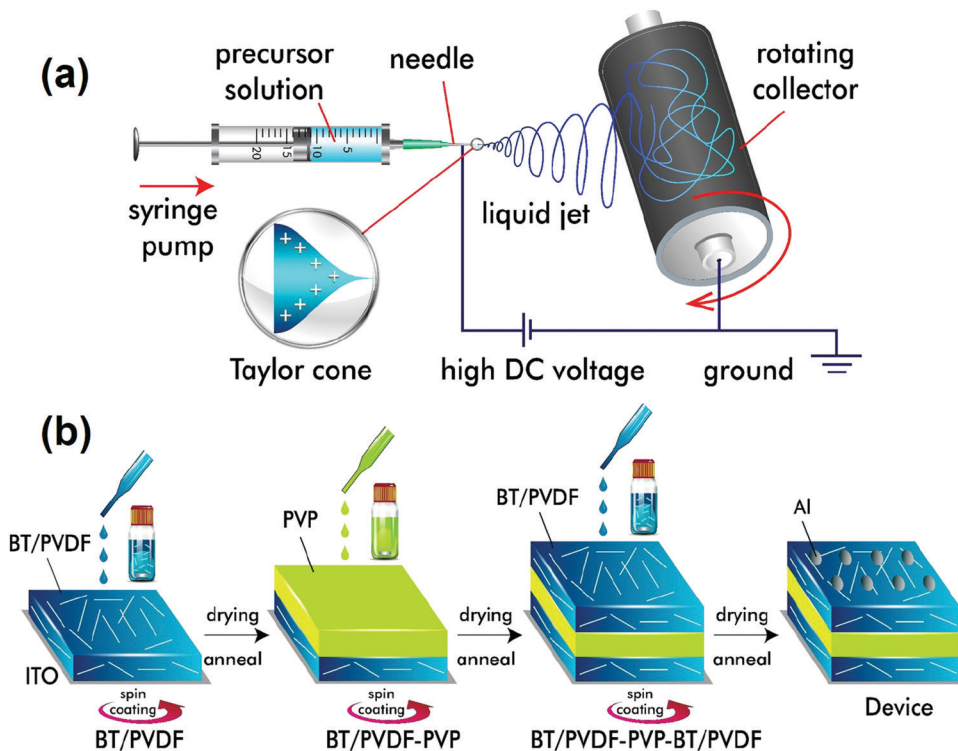 (a)
precursor
solution
needle
rotating
collector
20 15 10 5
syringe
pump
liquid jet
+ + + + + + + +
Taylor cone
high DC voltage
ground
(b)
BT/PVDF
ITO
spin
coating
BT/PVDF
drying
anneal
PVP
spin
coating
BT/PVDF-PVP
drying
anneal
BT/PVDF
spin
coating
BT/PVDF-PVP-BT/PVDF
drying
anneal
Al
Device